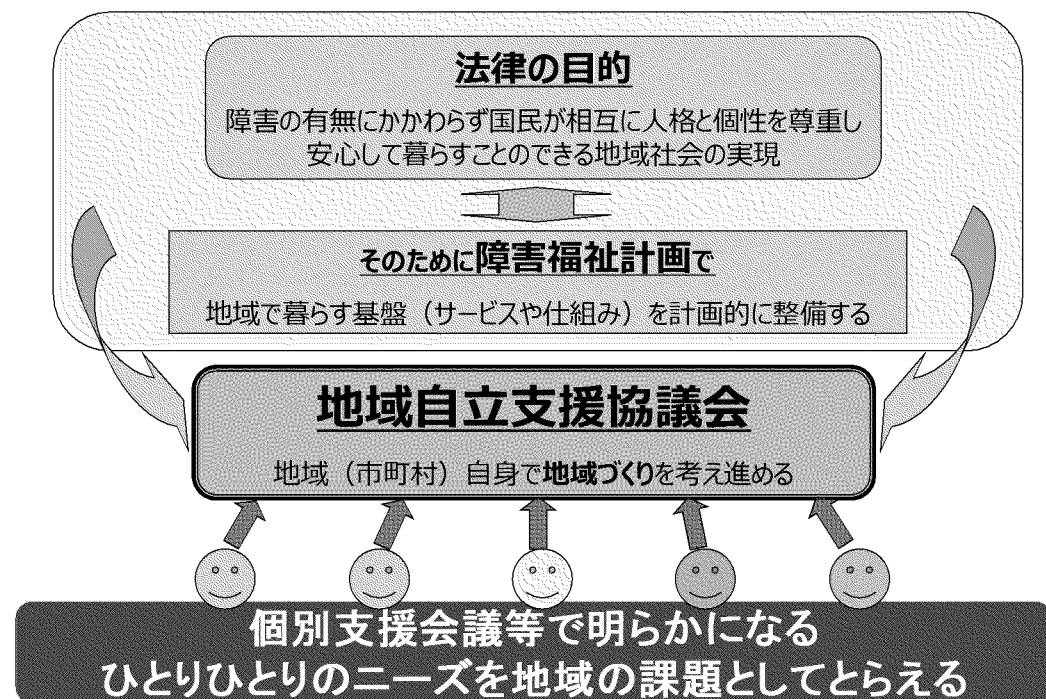 法律の目的
障害の有無にかかわらず国民が相互に人格と個性を尊重し
安心して暮らすことのできる地域社会の実現
そのために障害福祉計画で
地域で暮らす基盤（サービスや仕組み）を計画的に整備する
地域自立支援協議会
地域（市町村）自身で地域づくりを考え進める
個別支援会議等で明らかになる
ひとりひとりのニーズを地域の課題としてとらえる